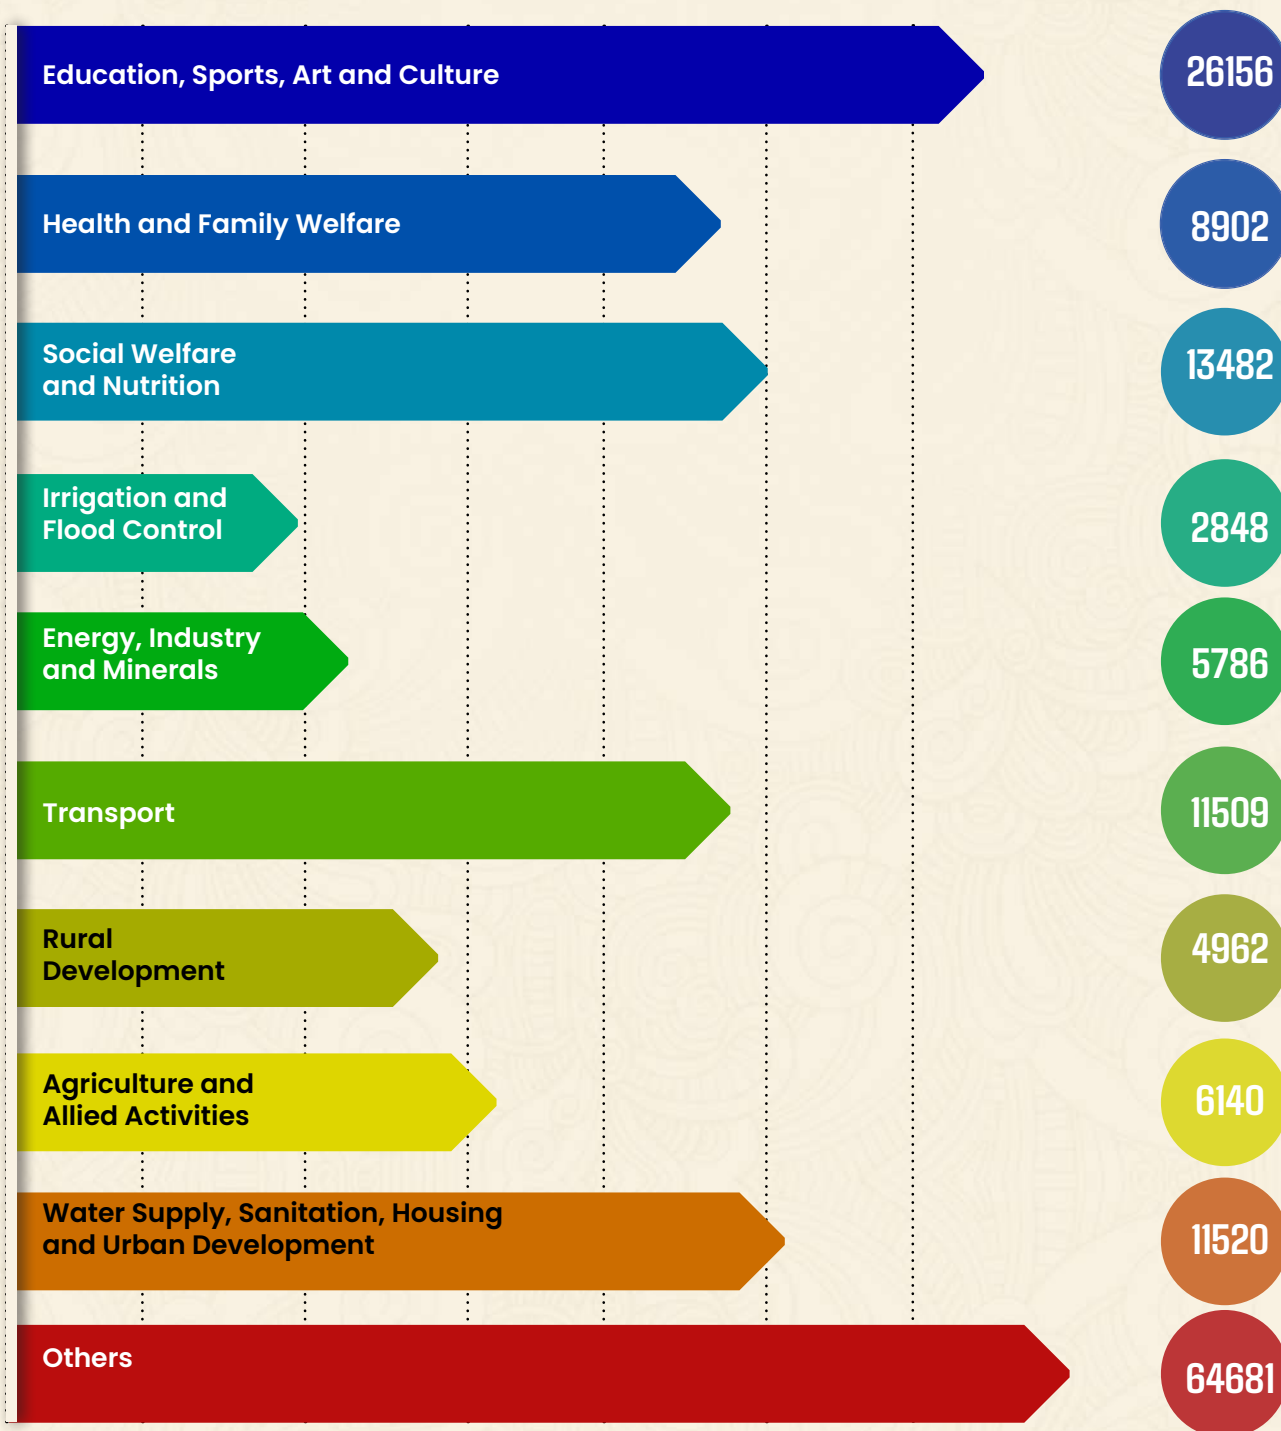 Education, Sports, Art and Culture
26156
Health and Family Welfare
8902
Social Welfare
and Nutrition
13482
Irrigation and
Flood Control
2848
Energy, Industry
and Minerals
5786
Transport
11509
Rural
Development
4962
Agriculture and
Allied Activities
6140
Water Supply, Sanitation, Housing
and Urban Development
11520
Others
64681